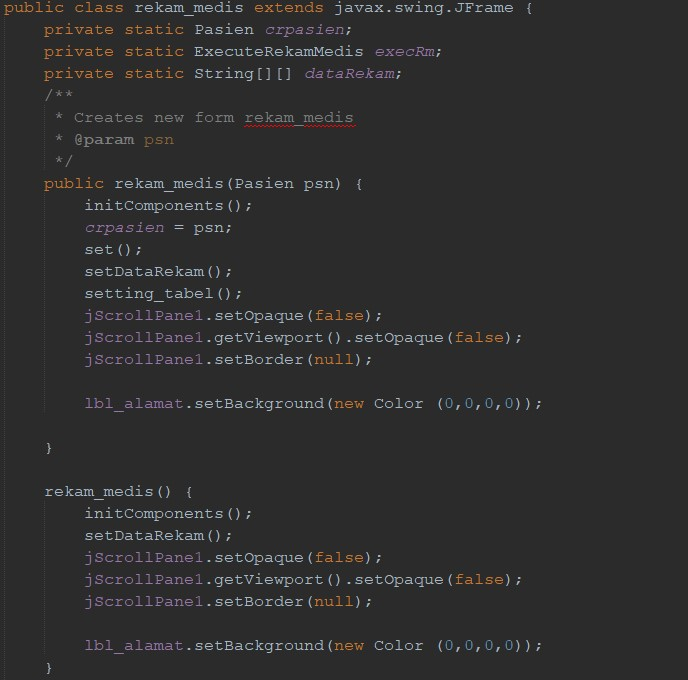 public class rekam_medis extends javax.swing.JFrame {
private static Pasien crpasien;
private static ExecuteRekamMedis execRm;
private static String[][] dataRekam;
/**
* Creates new form rekam_medis
* @param psn
*/
public rekam_medis(Pasien psn) {
initComponents();
crpasien = psn;
set();
setDataRekam();
setting_tabel();
jScrollPane1.setOpaque(false);
jScrollPane1.getViewport().setOpaque(false);
jScrollPane1.setBorder(null);
lbl_alamat.setBackground(new Color (0,0,0,0));
}
rekam_medis() {
initComponents();
setDataRekam();
jScrollPane1.setOpaque(false);
jScrollPane1.getViewport().setOpaque(false);
jScrollPane1.setBorder(null);
lbl_alamat.setBackground(new Color (0,0,0,0));
}